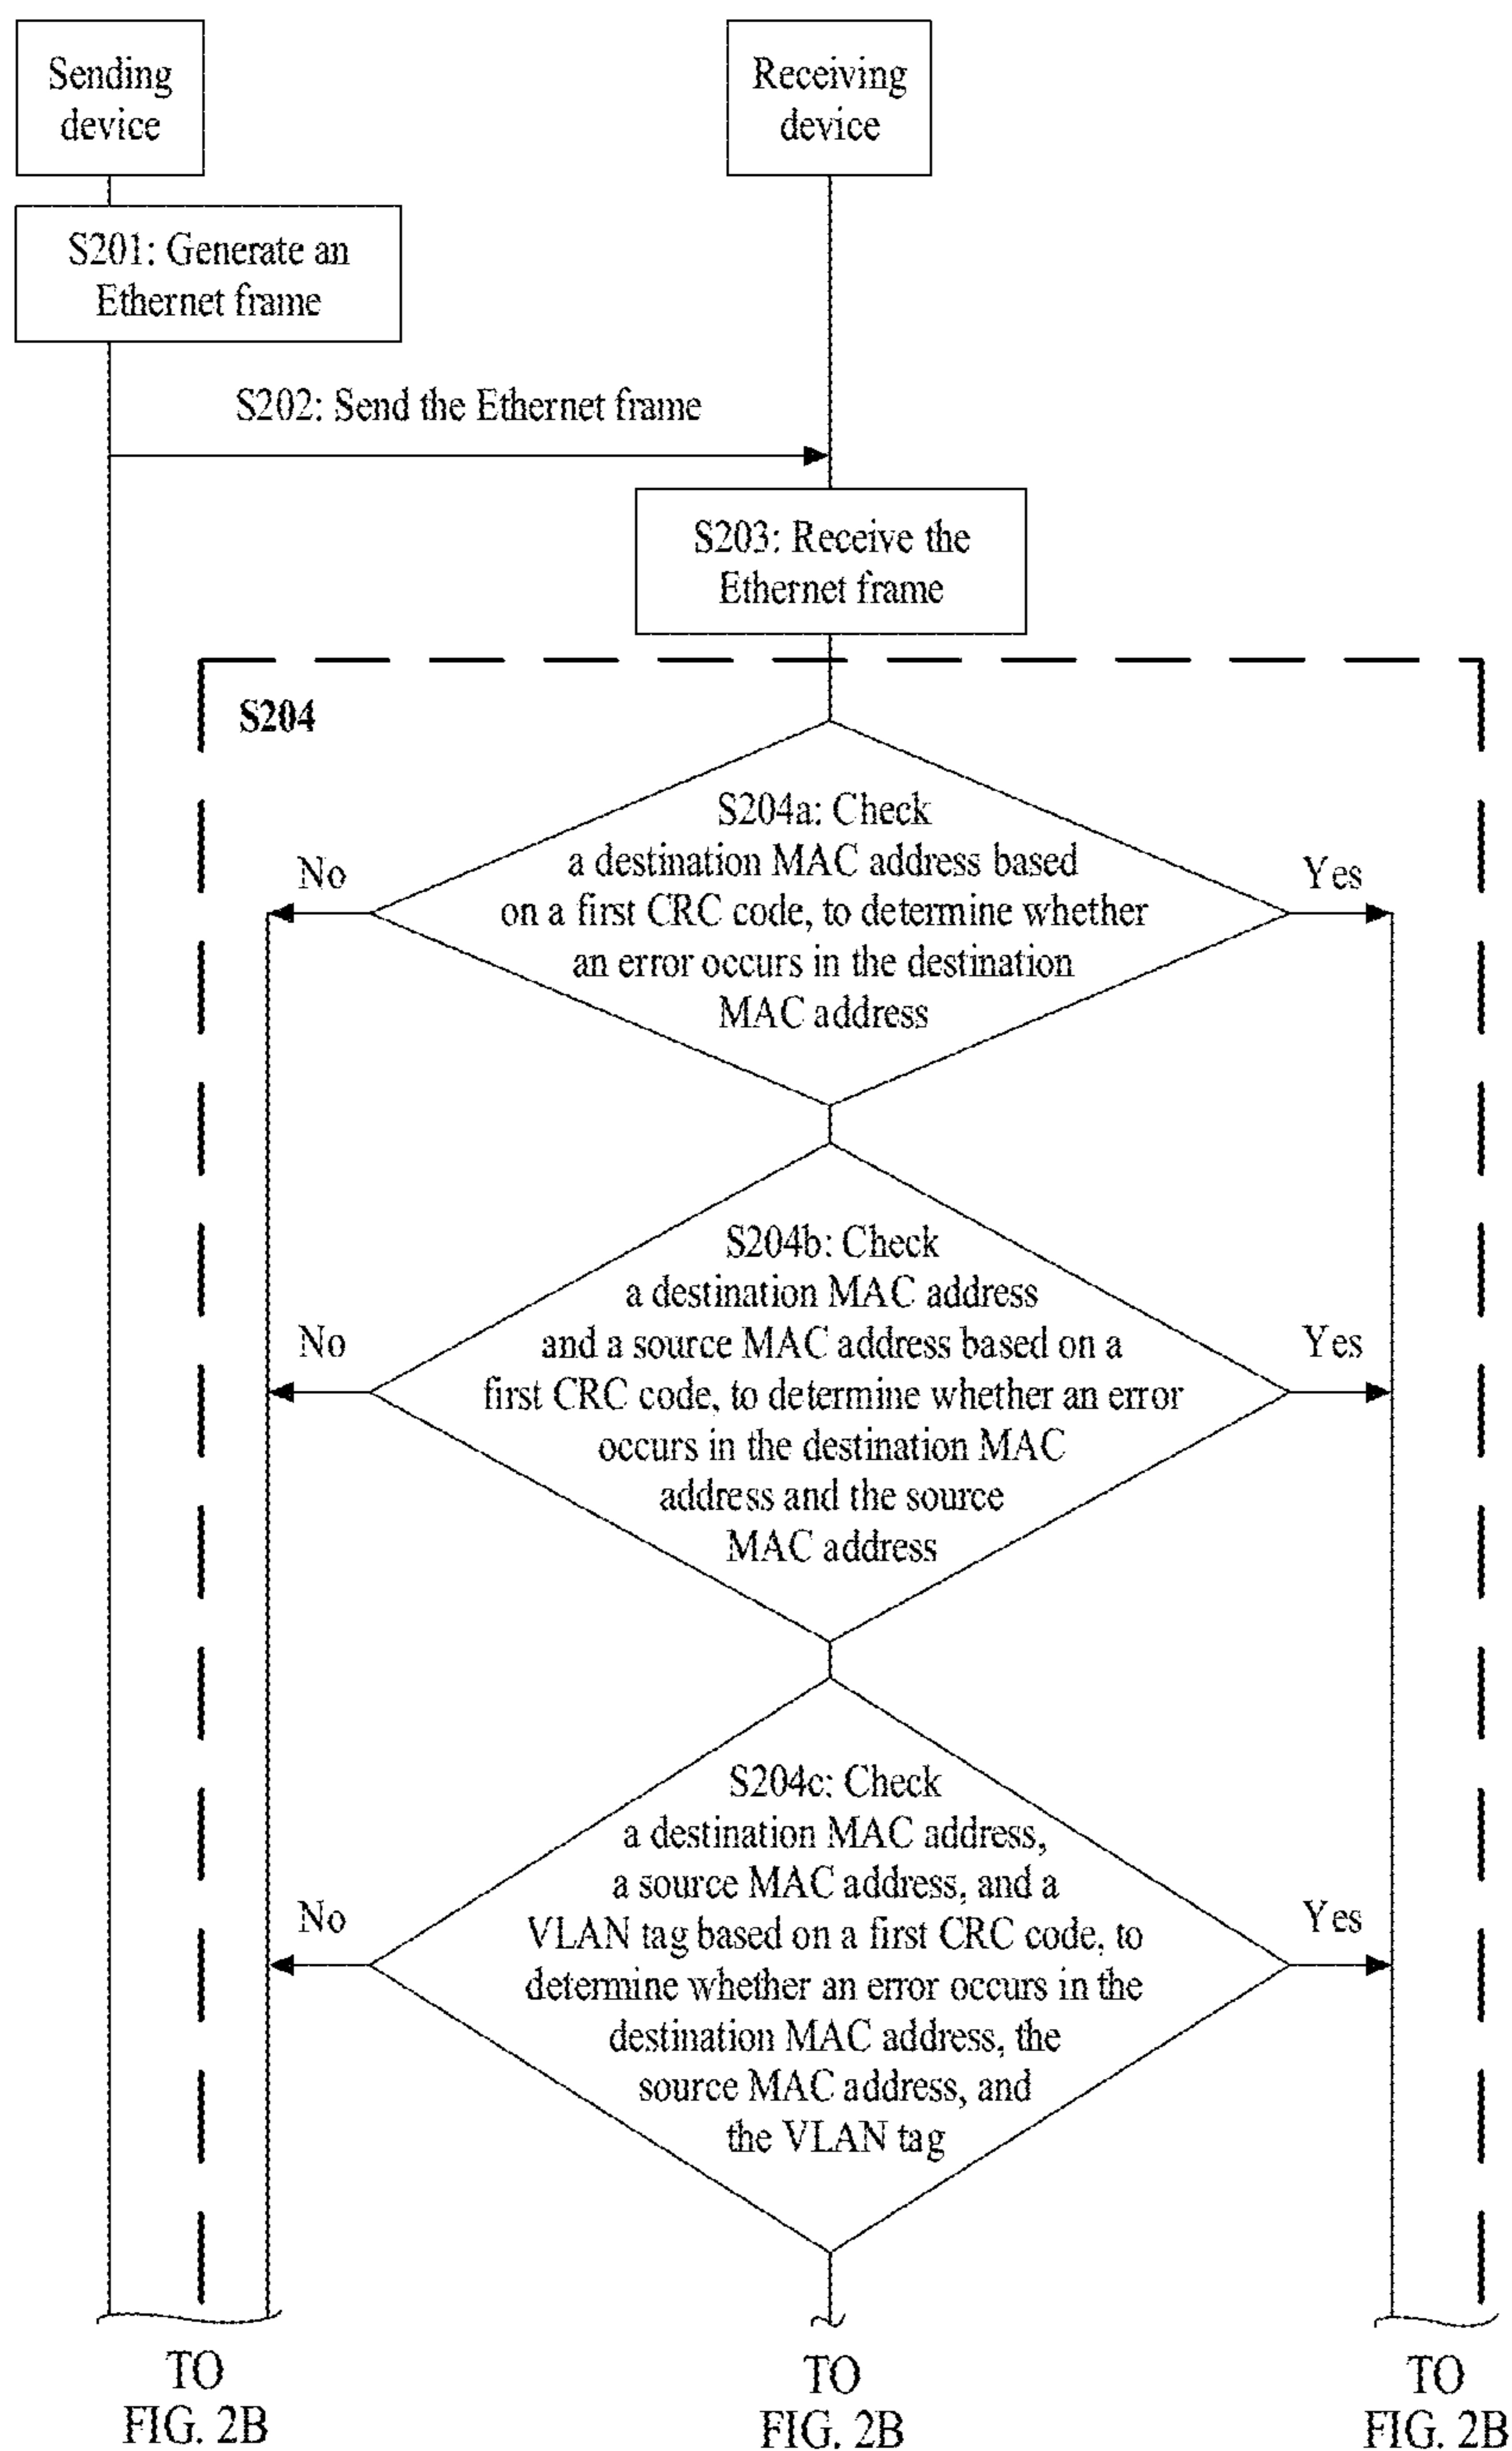 Sending
device
Receiving
device
S201: Generate an
Ethernet frame
S202: Send the Ethernet frame
S203: Receive the
Ethernet frame
S204
S204a: Check
a destination MAC address based
on a first CRC code, to determine whether
an error occurs in the destination
MAC address
No
Yes
S204b: Check
a destination MAC address
and a source MAC address based on a
first CRC code, to determine whether an error
occurs in the destination MAC
address and the source
MAC address
No
Yes
S204c: Check
a destination MAC address,
a source MAC address, and a
VLAN tag based on a first CRC code, to
determine whether an error occurs in the
destination MAC address, the
source MAC address, and
the VLAN tag
No
Yes
TO
FIG. 2B
TO
FIG. 2B
TO
FIG. 2B